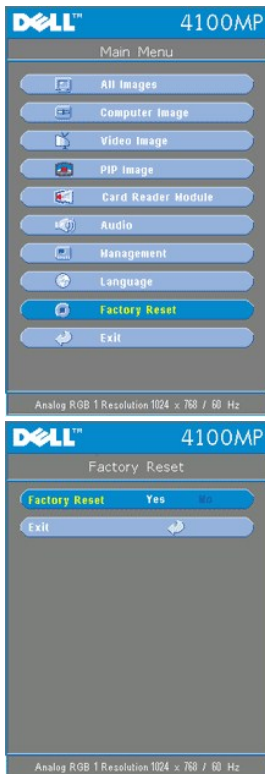 DELL™ 4100MP
Main Menu
All Images
Computer Image
Video Image
PIP Image
Card Reader Module
Audio
Management
Language
Factory Reset
Exit
Analog RGB 1 Resolution 1024 x 768 / 60 Hz
DELL™ 4100MP
Factory Reset
Factory Reset Yes No
Exit
Analog RGB 1 Resolution 1024 x 768 / 60 Hz